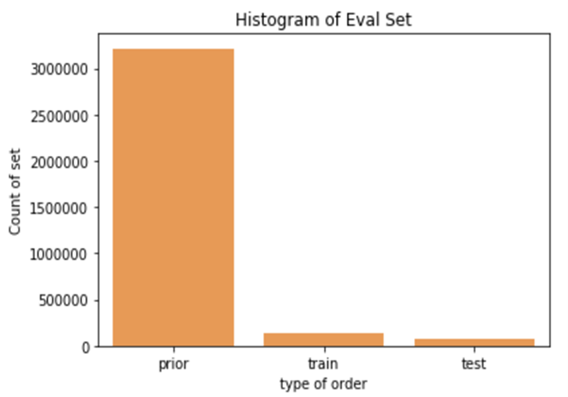 Histogram of Eval Set
Count of set
3000000
2500000
2000000
1500000
1000000
500000
0
prior train test
type of order